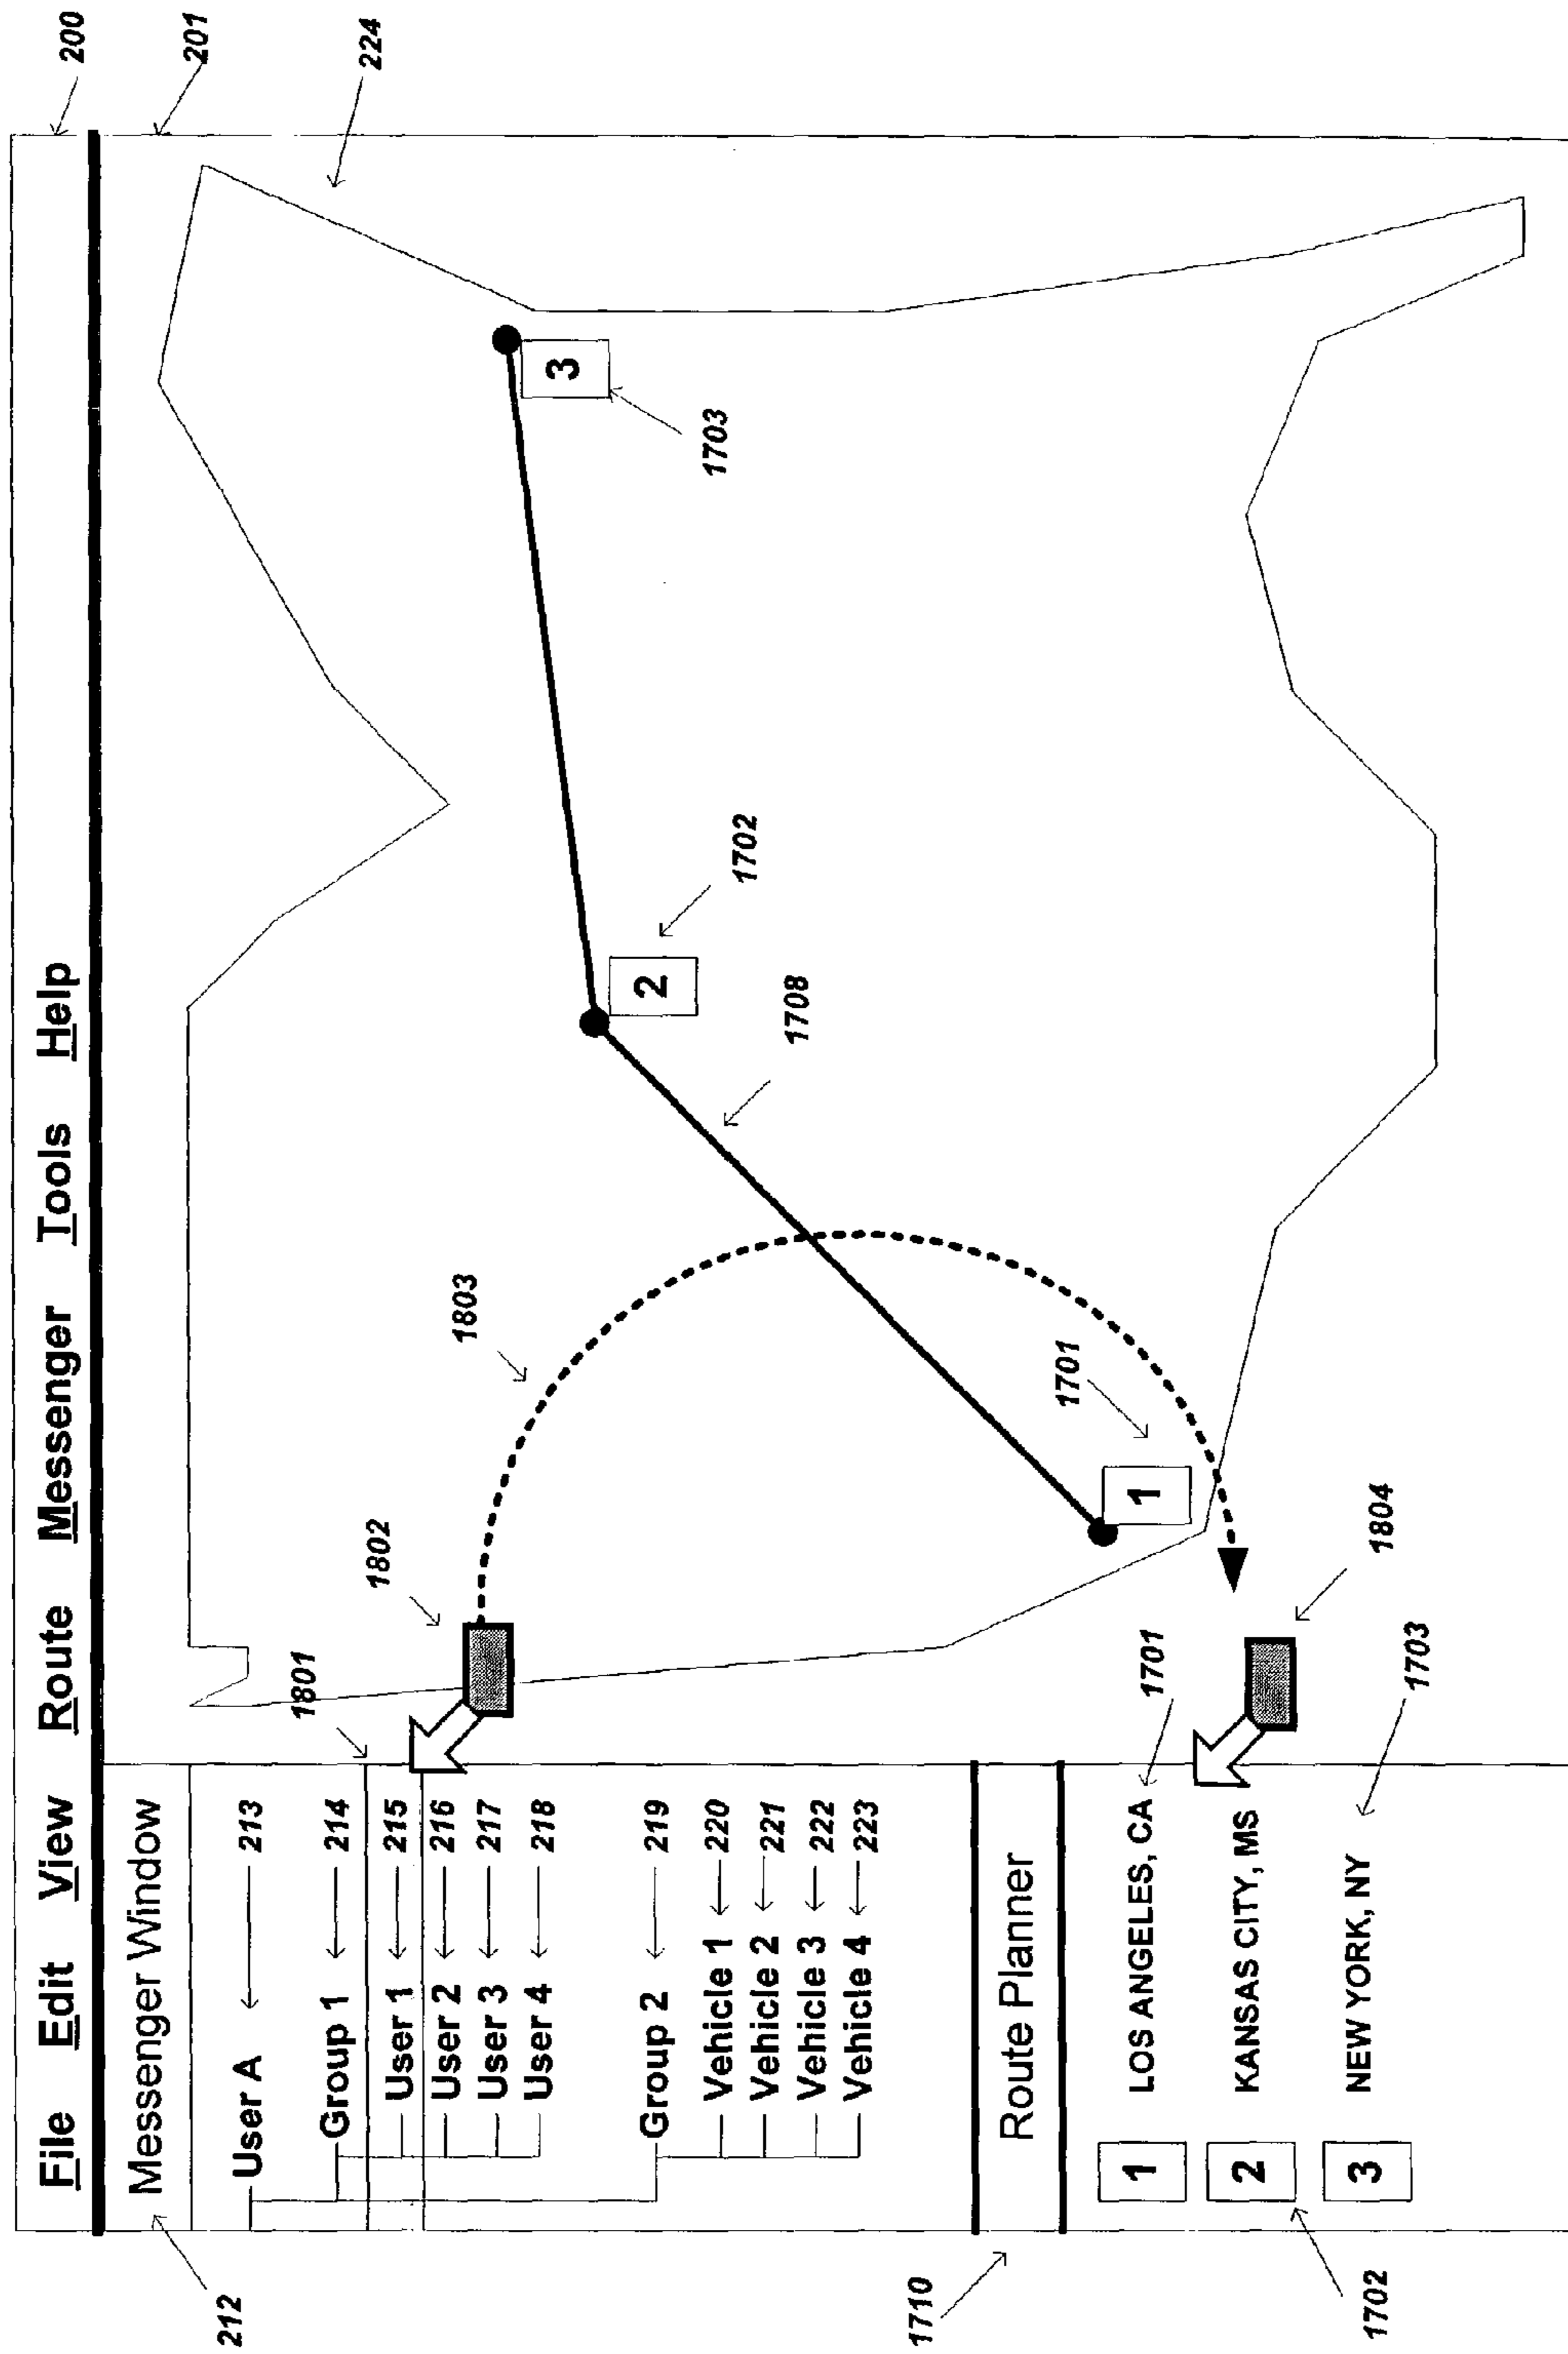 File Edit View Route Messenger Tools Help
200
201
224
Messenger Window
212
User A 213
Group 1 214
1801
User 1 215
User 2 216
User 3 217
User 4 218
Group 2 219
Vehicle 1 220
Vehicle 2 221
Vehicle 3 222
Vehicle 4 223
1802
1803
3
1703
2
1702
1708
1701
1
Route Planner
1710
1 LOS ANGELES, CA
1701
2 KANSAS CITY, MS
1702
3 NEW YORK, NY
1703
1804